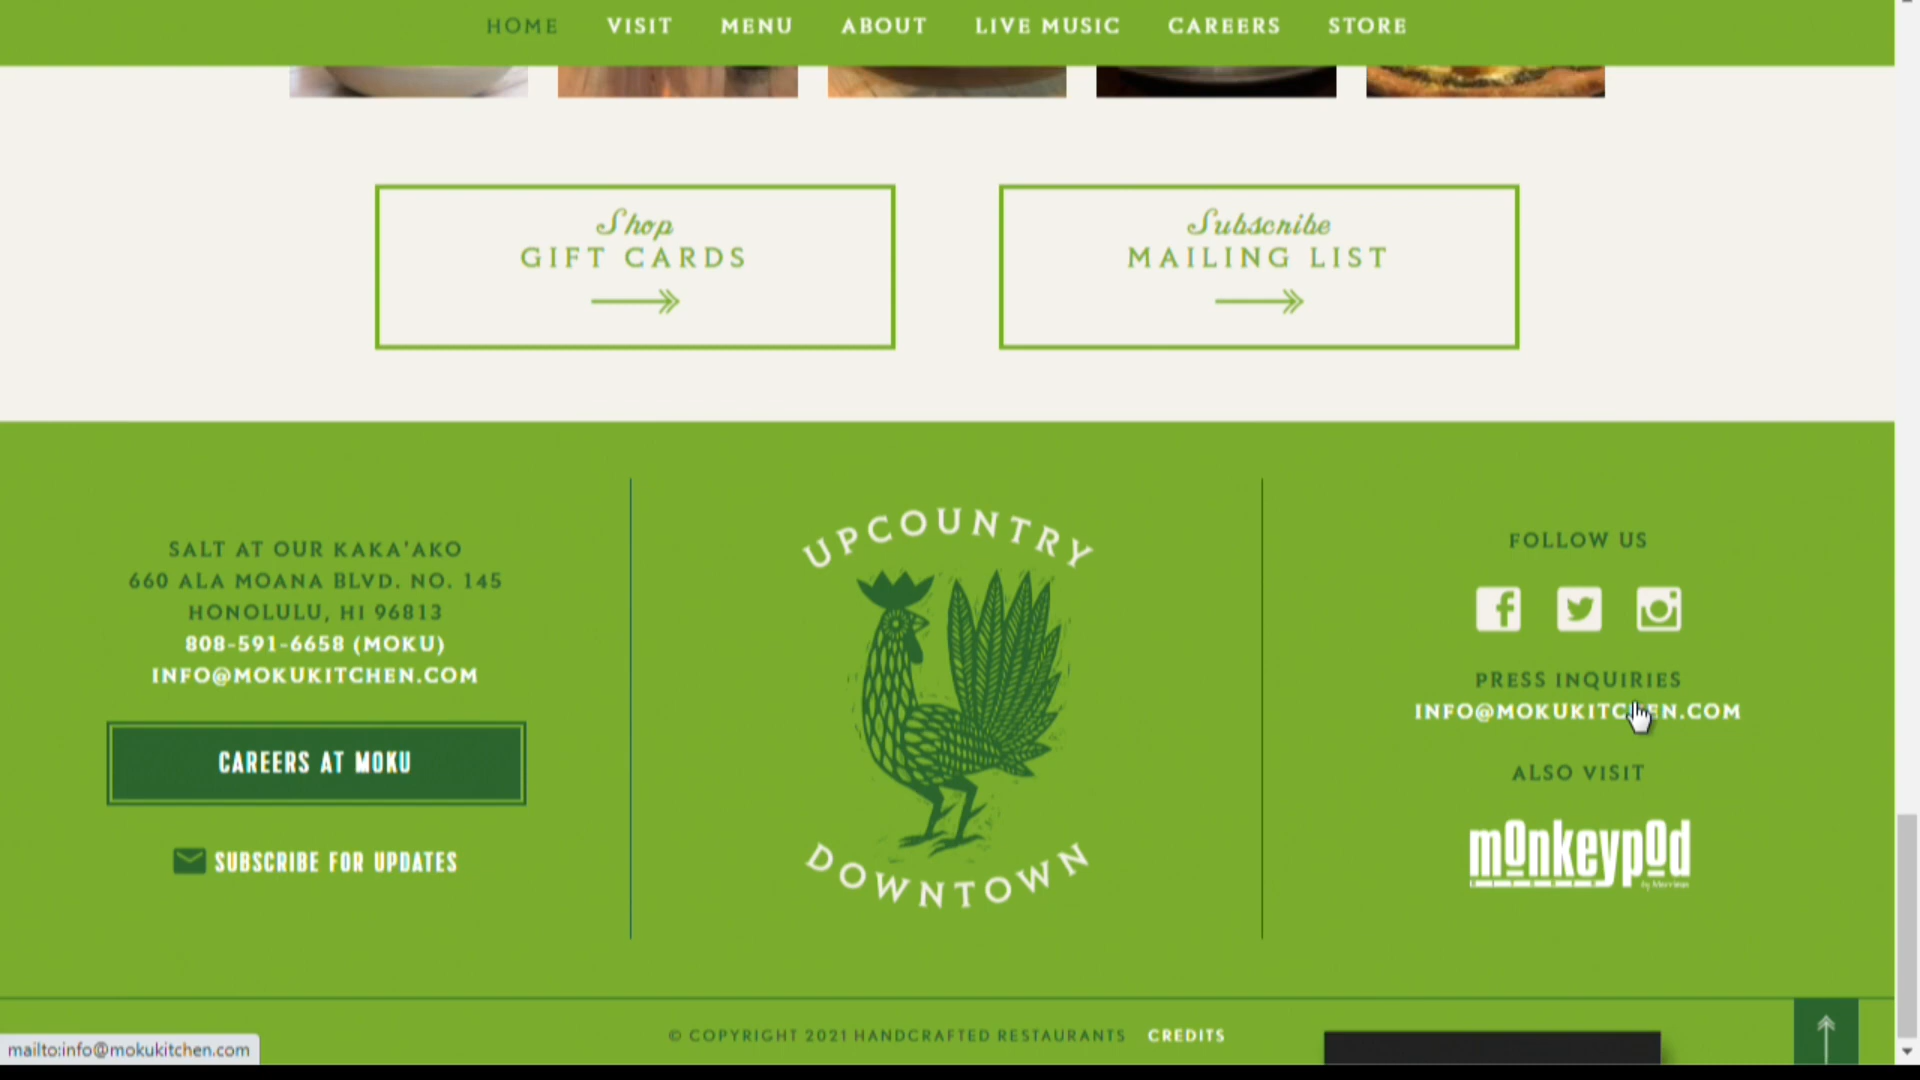 HOME VISIT MENU ABOUT LIVE MUSIC CAREERS STORE
Shop
GIFT CARDS
Subscribe
MAILING LIST
SALT AT OUR KAKA'AKO
660 ALA MOANA BLVD. NO. 145
HONOLULU, HI 96813
808-591-6658 (MOKU)
INFO@MOKUKITCHEN.COM
CAREERS AT MOKU
SUBSCRIBE FOR UPDATES
UPCOUNTRY
DOWNTOWN
FOLLOW US
PRESS INQUIRIES
INFO@MOKUKITCHEN.COM
ALSO VISIT
monkeypod
by Merriman
© COPYRIGHT 2021 HANDCRAFTED RESTAURANTS CREDITS
mailto:info@mokukitchen.com